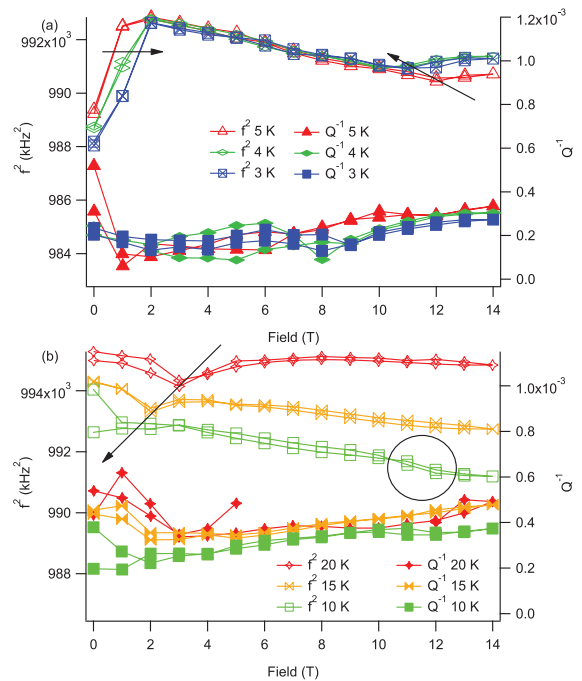 (a)
992x10³
990
988
986
984
f² (kHz²)
1.2x10⁻³
1.0
0.8
0.6
0.4
0.2
0.0
Q⁻¹
f² 5 K
f² 4 K
f² 3 K
Q⁻¹ 5 K
Q⁻¹ 4 K
Q⁻¹ 3 K
0 2 4 6 8 10 12 14
Field (T)
(b)
994x10³
992
990
988
f² (kHz²)
1.0x10⁻³
0.8
0.6
0.4
0.2
0.0
Q⁻¹
f² 20 K
f² 15 K
f² 10 K
Q⁻¹ 20 K
Q⁻¹ 15 K
Q⁻¹ 10 K
0 2 4 6 8 10 12 14
Field (T)